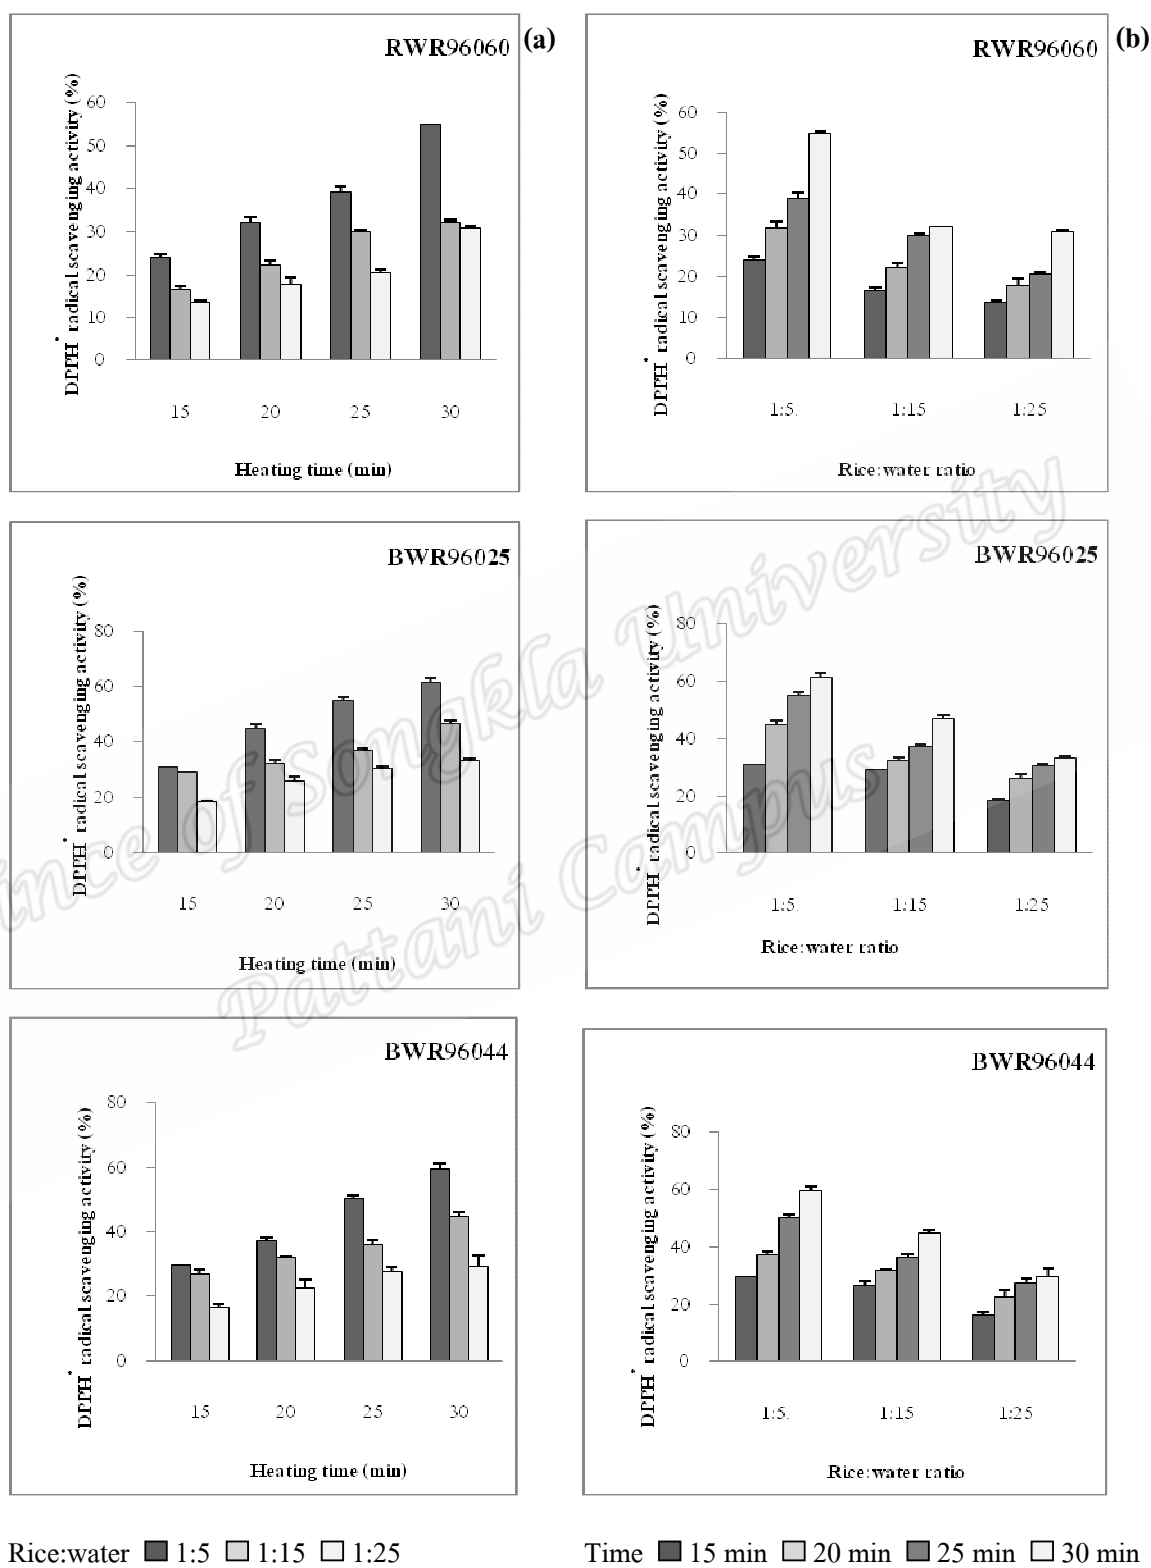 RWR96060 (a)
DPPH* radical scavenging activity (%)
60
50
40
30
20
10
0
15 20 25 30
Heating time (min)
RWR96060 (b)
DPPH* radical scavenging activity (%)
60
50
40
30
20
10
0
1:5. 1:15 1:25
Rice:water ratio
BWR96025
DPPH* radical scavenging activity (%)
80
60
40
20
0
15 20 25 30
Heating time (min)
BWR96025
DPPH* radical scavenging activity (%)
80
60
40
20
0
1:5. 1:15 1:25
Rice:water ratio
BWR96044
DPPH* radical scavenging activity (%)
80
60
40
20
0
15 20 25 30
Heating time (min)
BWR96044
DPPH* radical scavenging activity (%)
80
60
40
20
0
1:5. 1:15 1:25
Rice:water ratio
Rice:water 1:5 1:15 1:25
Time 15 min 20 min 25 min 30 min
ince of Songkla University
Pattani Campus